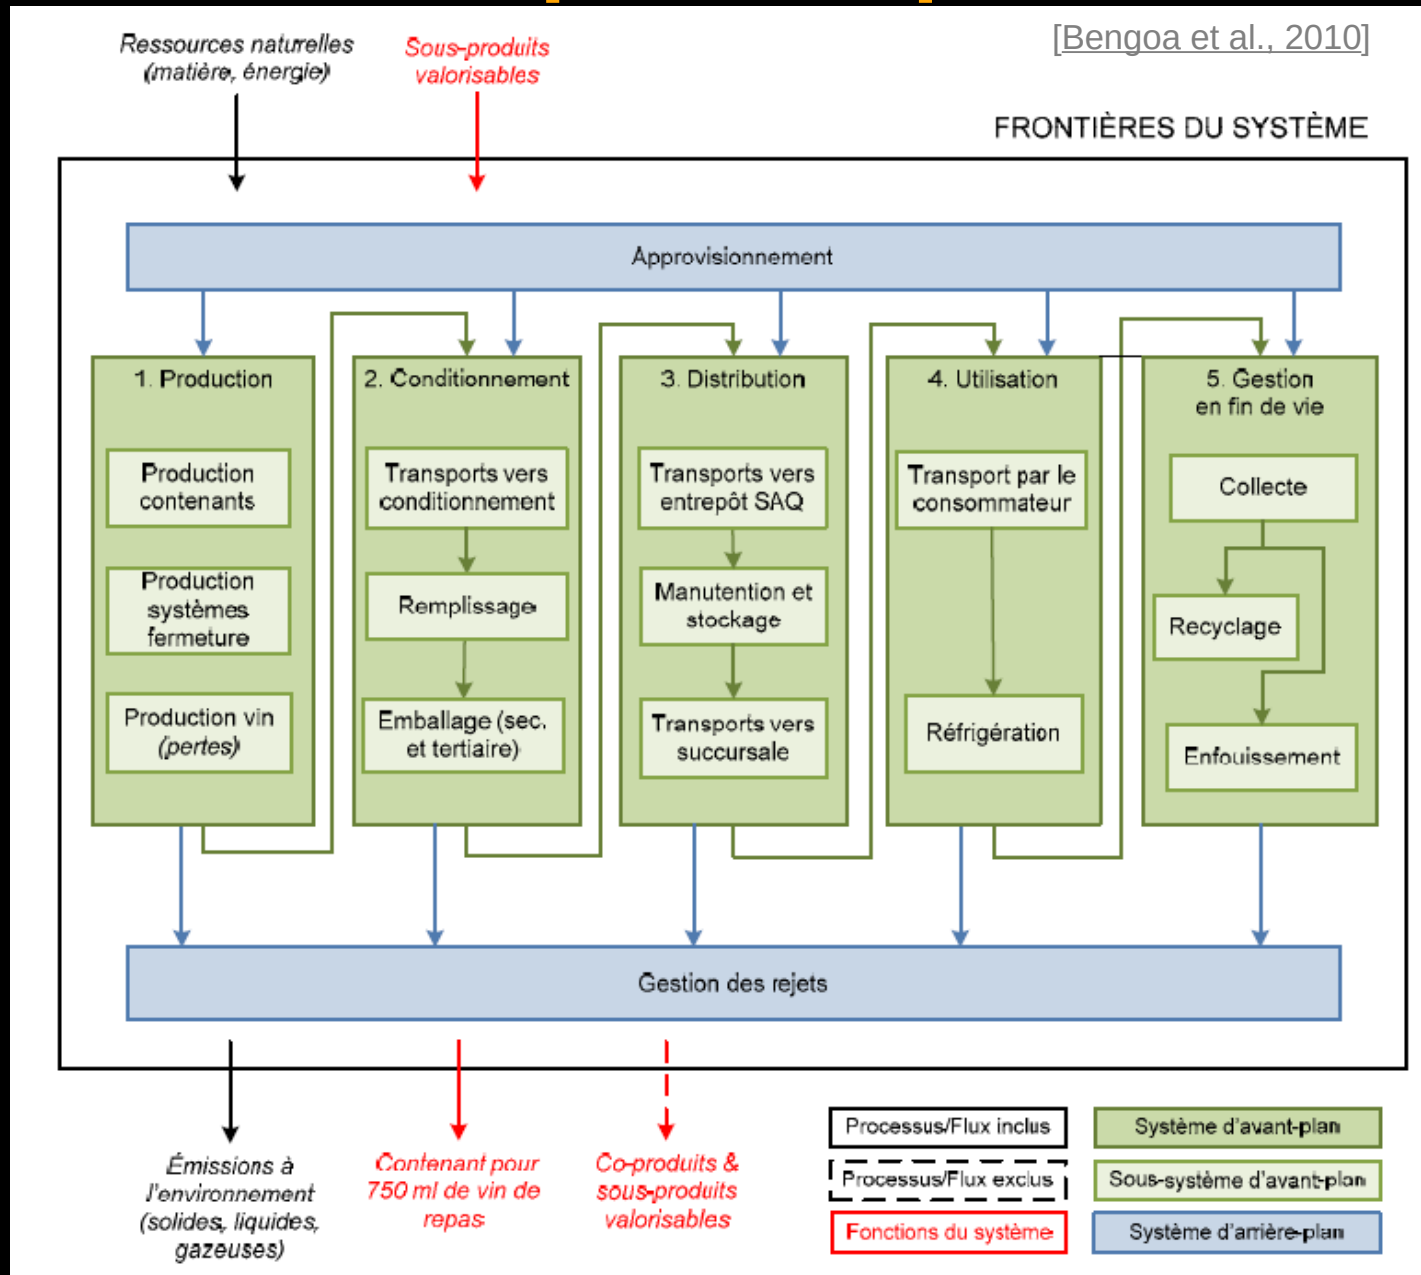 [Bengoa et al., 2010]
Ressources naturelles
(matière, énergie)
Sous-produits
valorisables
FRONTIÈRES DU SYSTÈME
Approvisionnement
1. Production
Production
contenants
Production
systèmes
fermeture
Production vin
(pertes)
2. Conditionnement
Transports vers
conditionnement
Remplissage
Emballage (sec.
et tertiaire)
3. Distribution
Transports vers
entrepôt SAQ
Manutention et
stockage
Transports vers
succursale
4. Utilisation
Transport par le
consommateur
Réfrigération
5. Gestion
en fin de vie
Collecte
Recyclage
Enfouissement
Gestion des rejets
Émissions à
l'environnement
(solides, liquides,
gazeuses)
Contenant pour
750 ml de vin de
repas
Co-produits &
sous-produits
valorisables
Processus/Flux inclus
Processus/Flux exclus
Fonctions du système
Système d'avant-plan
Sous-système d'avant-plan
Système d'arrière-plan